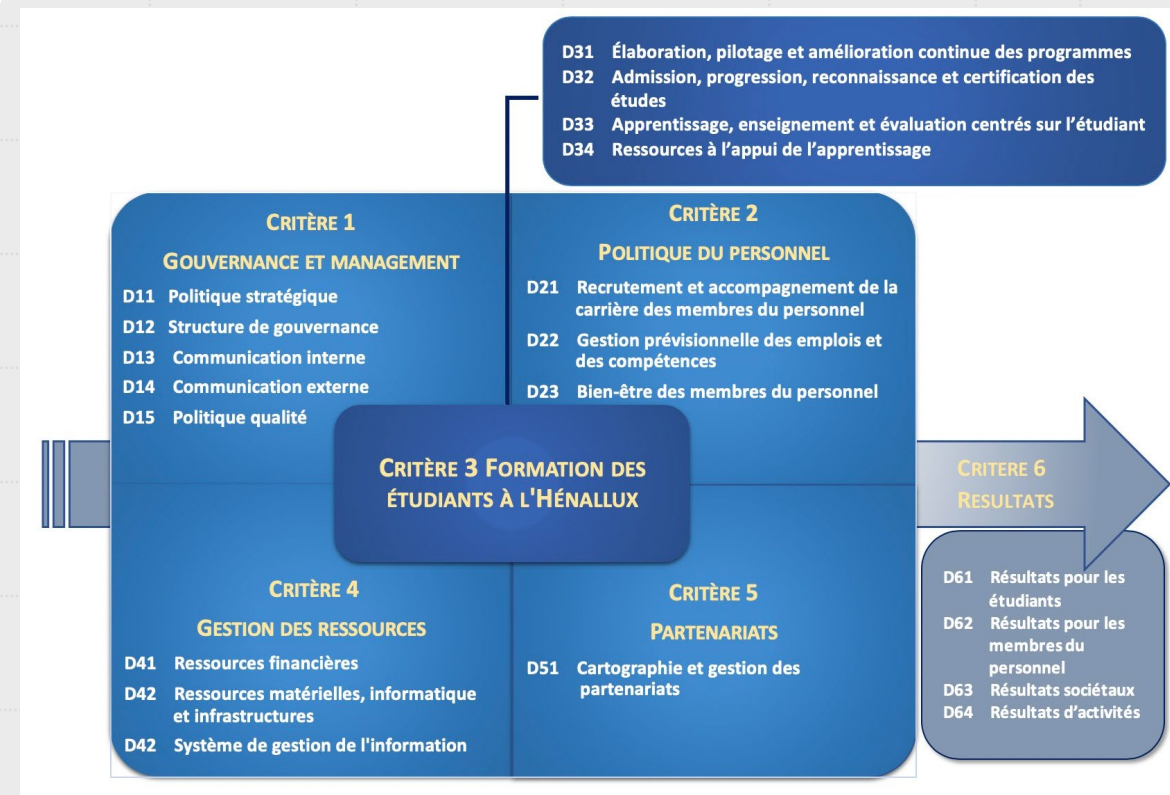 D31 Élaboration, pilotage et amélioration continue des programmes
D32 Admission, progression, reconnaissance et certification des
études
D33 Apprentissage, enseignement et évaluation centrés sur l'étudiant
D34 Ressources à l'appui de l'apprentissage
CRITÈRE 1
GOUVERNANCE ET MANAGEMENT
D11 Politique stratégique
D12 Structure de gouvernance
D13 Communication interne
D14 Communication externe
D15 Politique qualité
CRITÈRE 2
POLITIQUE DU PERSONNEL
D21 Recrutement et accompagnement de la
carrière des membres du personnel
D22 Gestion prévisionnelle des emplois et
des compétences
D23 Bien-être des membres du personnel
CRITÈRE 3 FORMATION DES
ÉTUDIANTS À L'HÉNALLUX
CRITÈRE 4
GESTION DES RESSOURCES
D41 Ressources financières
D42 Ressources matérielles, informatique
et infrastructures
D42 Système de gestion de l'information
CRITÈRE 5
PARTENARIATS
D51 Cartographie et gestion des
partenariats
CRITERE 6
RESULTATS
D61 Résultats pour les
étudiants
D62 Résultats pour les
membres du
personnel
D63 Résultats sociétaux
D64 Résultats d'activités